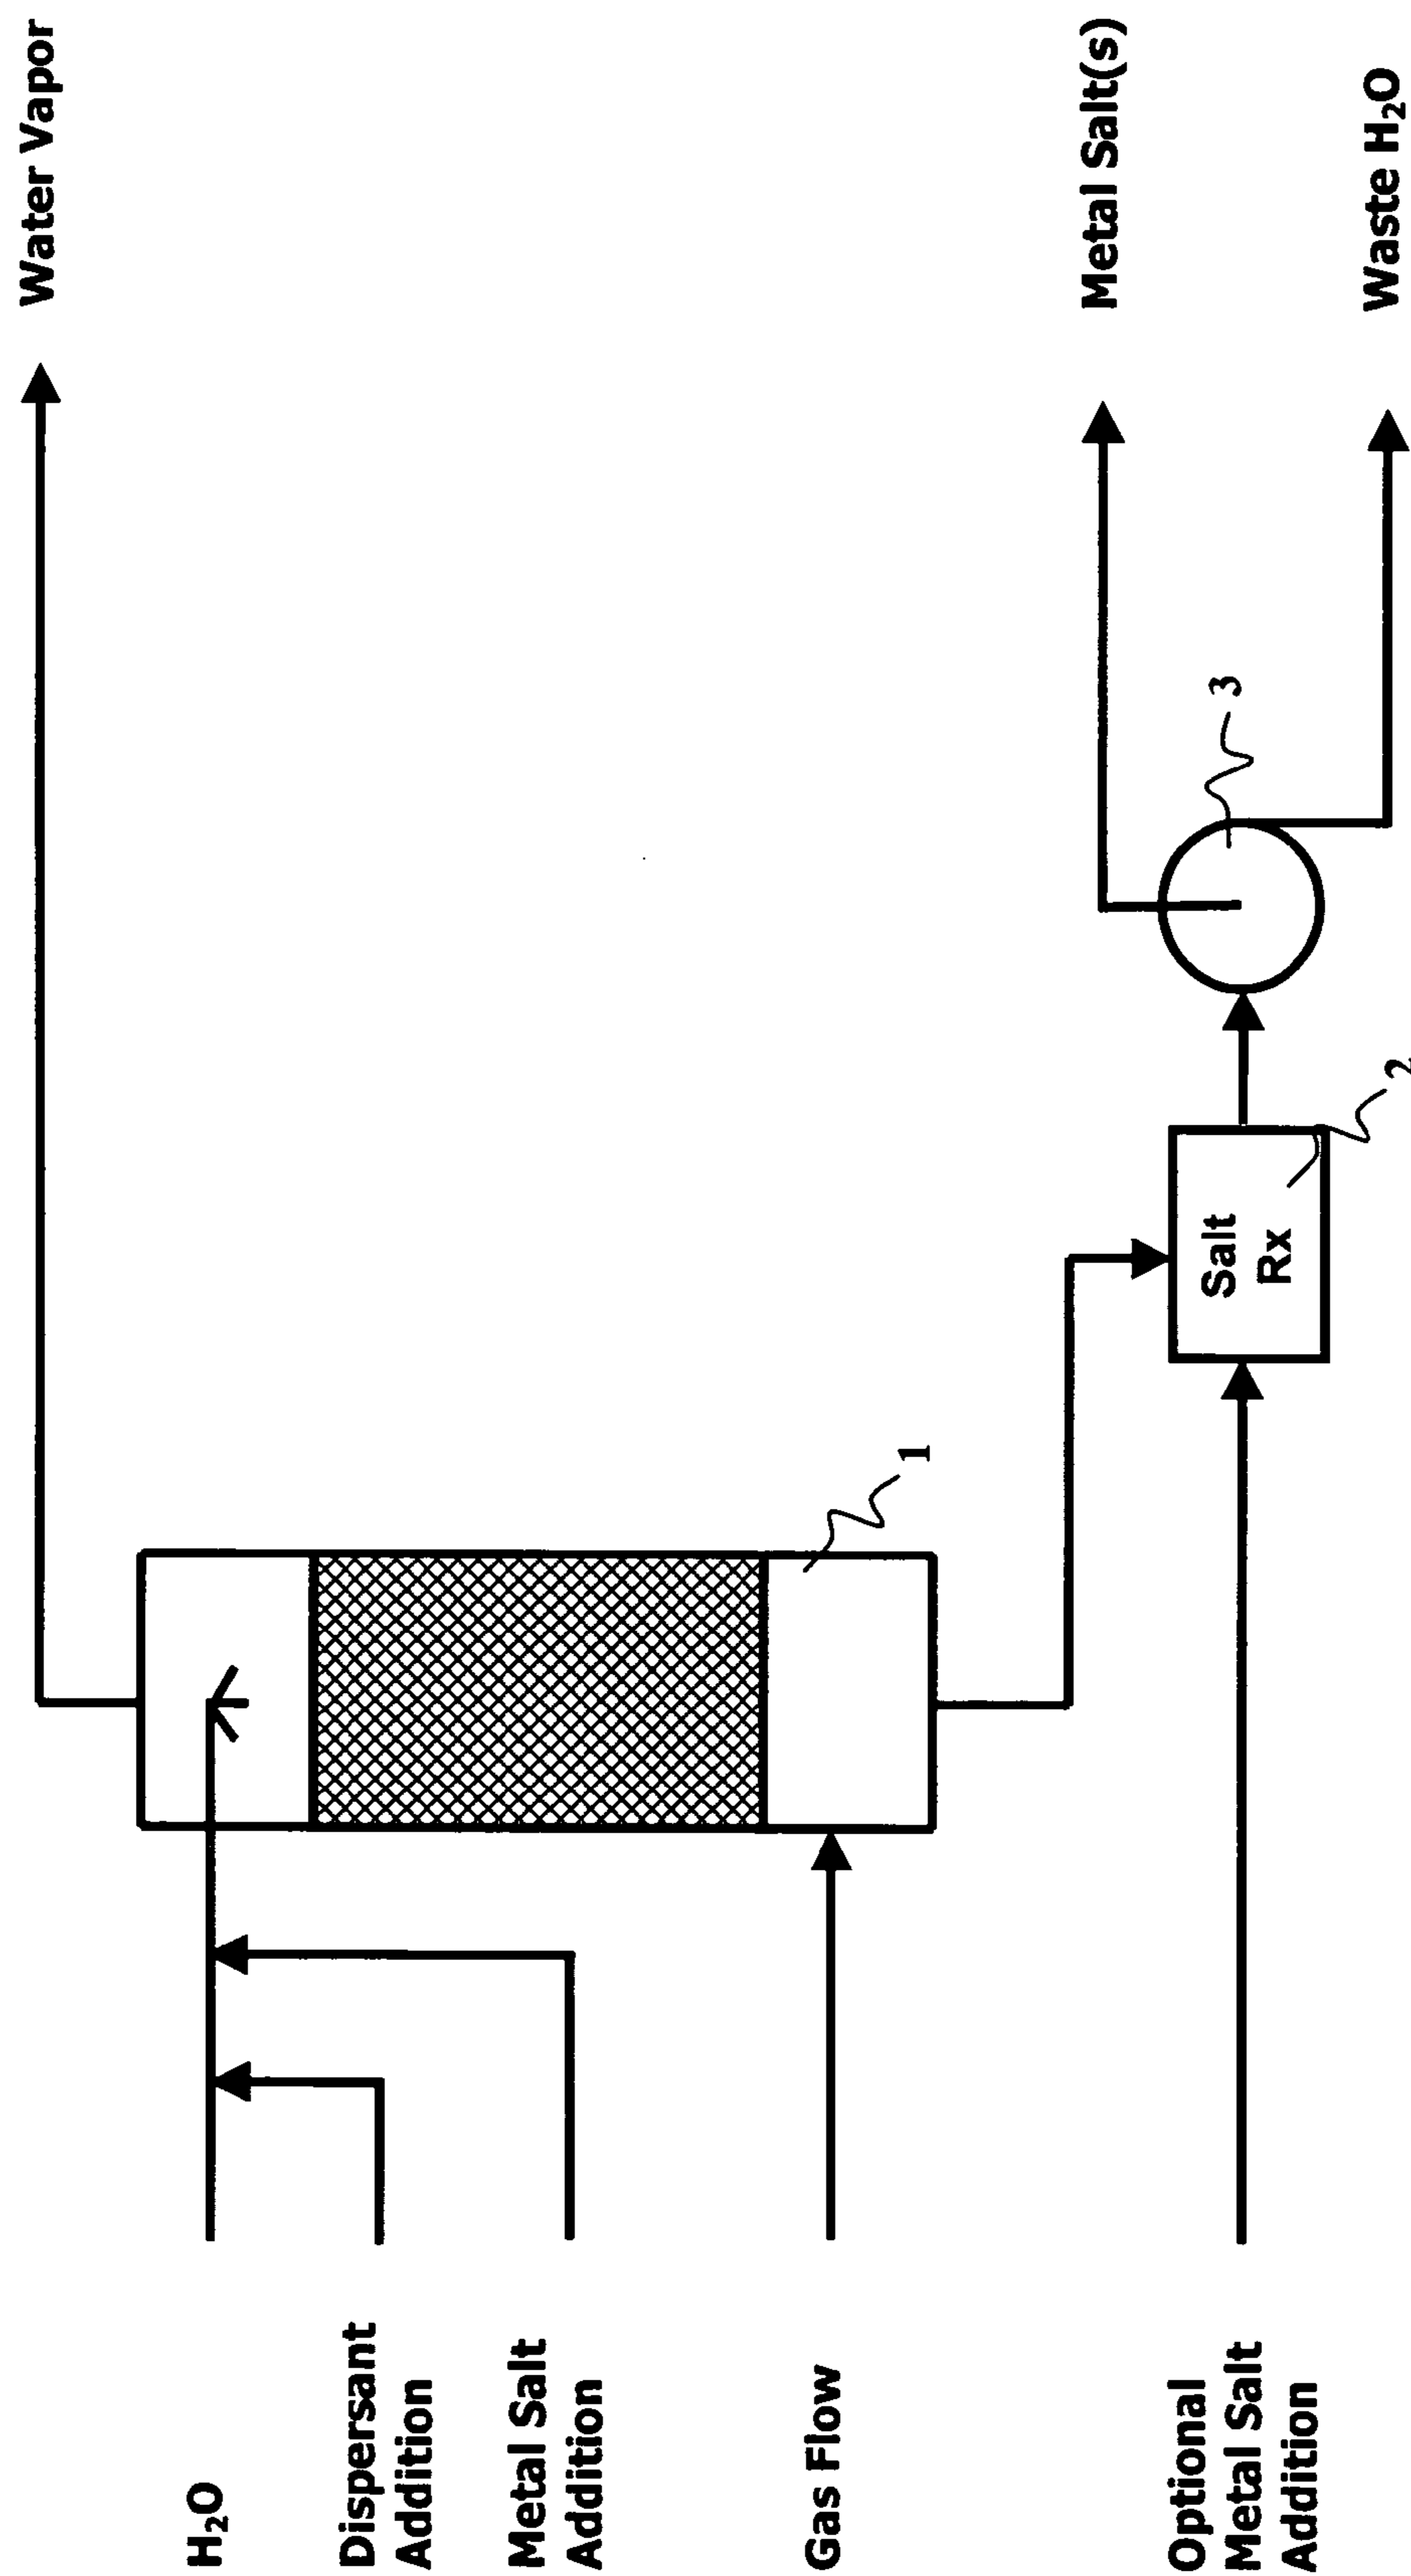 Water Vapor
H₂O
Dispersant
Addition
Metal Salt
Addition
Gas Flow
1
Optional
Metal Salt
Addition
Salt
Rx
2
3
Metal Salt(s)
Waste H₂O